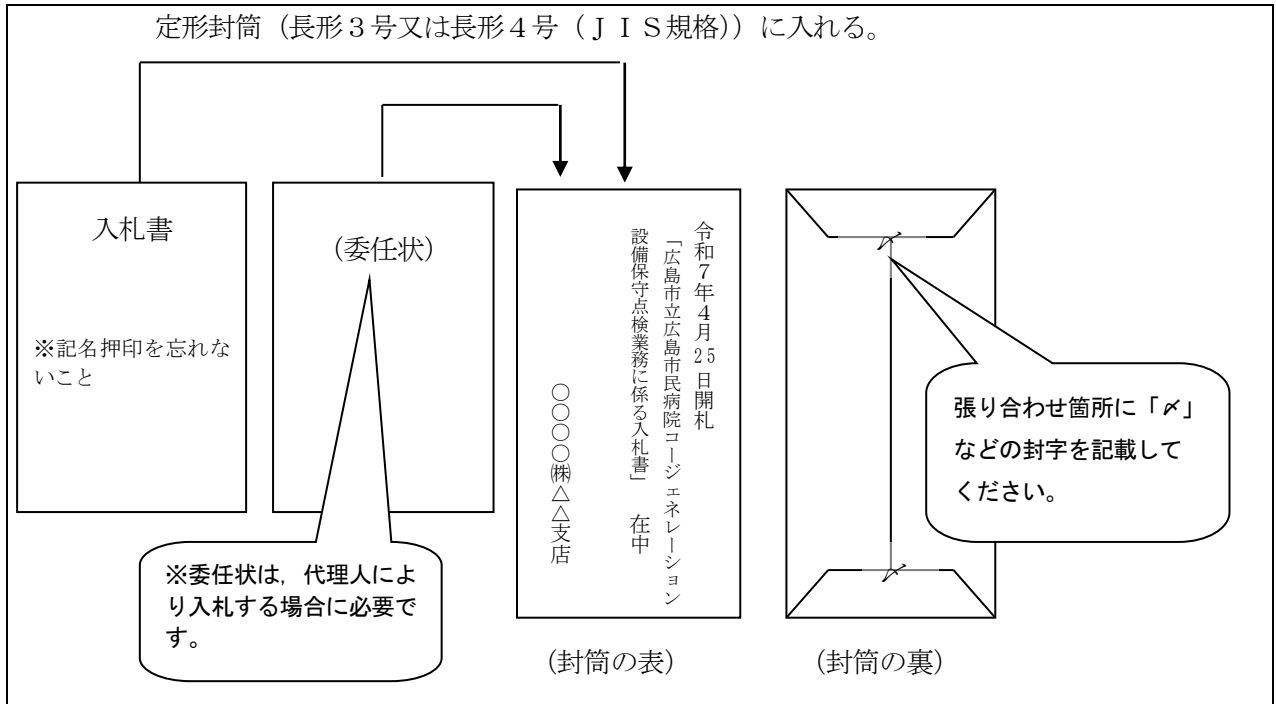 定形封筒（長形３号又は長形４号（ＪＩＳ規格））に入れる。
入札書
※記名押印を忘れな
いこと
（委任状）
※委任状は，代理人によ
り入札する場合に必要で
す。
令和７年４月25日開札
「広島市立広島市民病院コージェネレーション
設備保守点検業務に係る入札書」　在中
○○○○㈱△△支店
〆
〆
張り合わせ箇所に「〆」
などの封字を記載して
ください。
（封筒の表）
（封筒の裏）